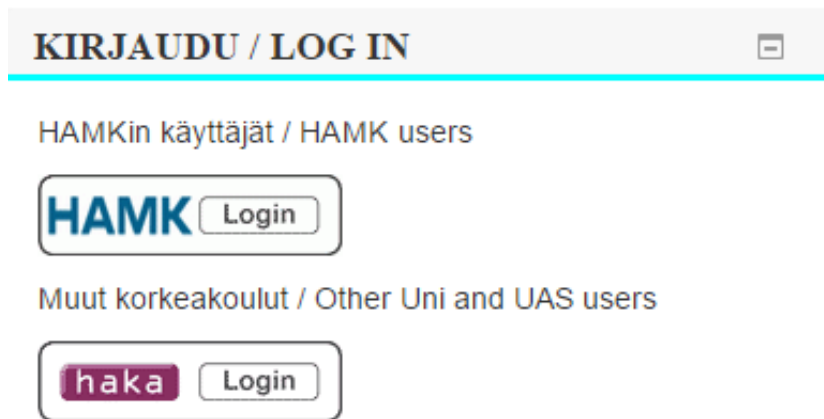 KIRJAUDU / LOG IN
HAMKin käyttäjät / HAMK users
HAMK Login
Muut korkeakoulut / Other Uni and UAS users
haka Login